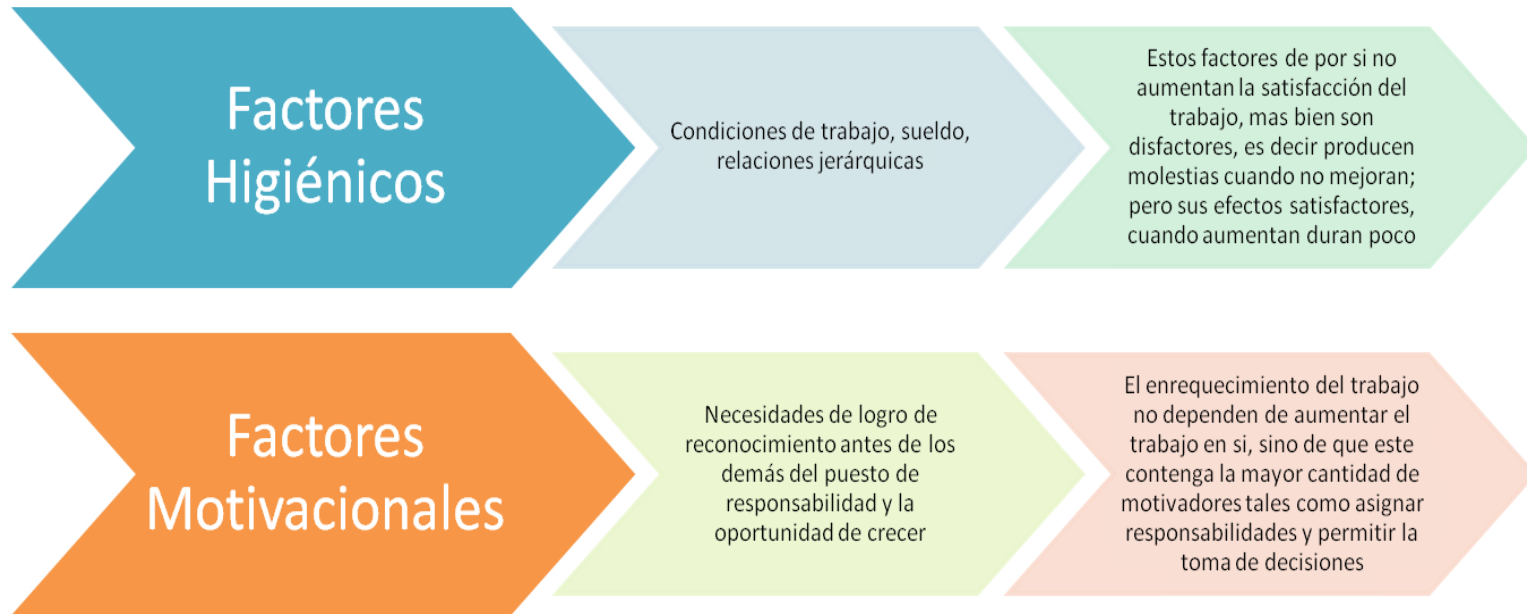 Factores
Higiénicos
Condiciones de trabajo, sueldo,
relaciones jerárquicas
Estos factores de por si no
aumentan la satisfacción del
trabajo, mas bien son
disfactores, es decir producen
molestias cuando no mejoran;
pero sus efectos satisfactores,
cuando aumentan duran poco
Factores
Motivacionales
Necesidades de logro de
reconocimiento antes de los
demás del puesto de
responsabilidad y la
oportunidad de crecer
El enrequecimiento del trabajo
no dependen de aumentar el
trabajo en si, sino de que este
contenga la mayor cantidad de
motivadores tales como asignar
responsabilidades y permitir la
toma de decisiones